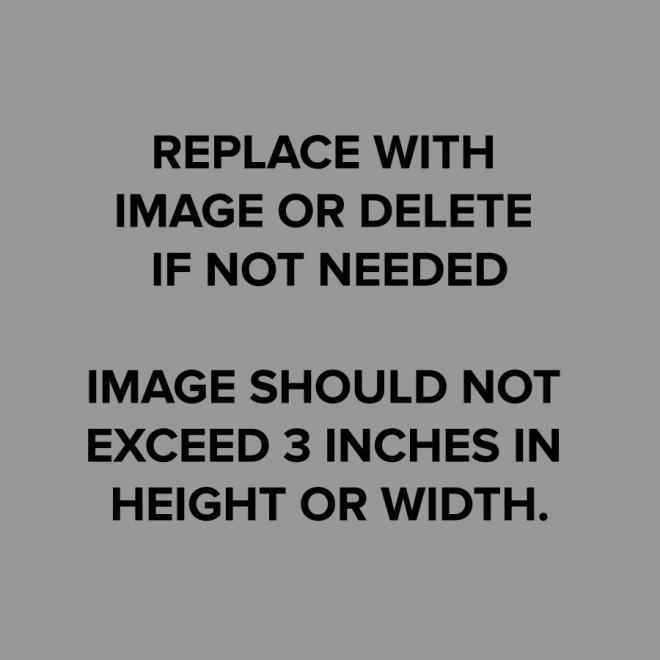 REPLACE WITH
IMAGE OR DELETE
IF NOT NEEDED
IMAGE SHOULD NOT
EXCEED 3 INCHES IN
HEIGHT OR WIDTH.